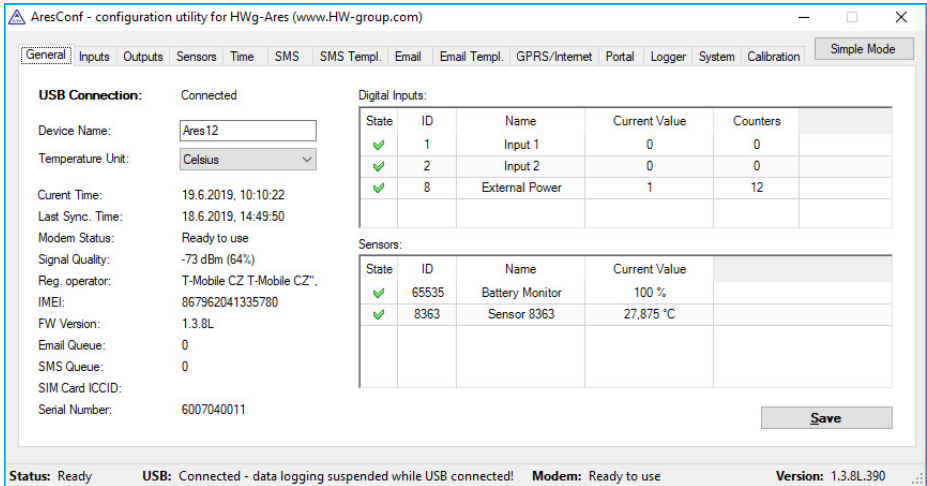 AresConf - configuration utility for HWg-Ares (www.HW-group.com)
General Inputs Outputs Sensors Time SMS SMS Templ. Email Email Templ. GPRS/Internet Portal Logger System Calibration Simple Mode
USB Connection: Connected
Device Name: Ares12
Temperature Unit: Celsius
Curent Time: 19.6.2019, 10:10:22
Last Sync. Time: 18.6.2019, 14:49:50
Modem Status: Ready to use
Signal Quality: -73 dBm (64%)
Reg. operator: T-Mobile CZ T-Mobile CZ",
IMEI: 867962041335780
FW Version: 1.3.8L
Email Queue: 0
SMS Queue: 0
SIM Card ICCID:
Serial Number: 6007040011
Digital Inputs:
State ID Name Current Value Counters
1 Input 1 0 0
2 Input 2 0 0
8 External Power 1 12
Sensors:
State ID Name Current Value
65535 Battery Monitor 100 %
8363 Sensor 8363 27,875 °C
Save
Status: Ready USB: Connected - data logging suspended while USB connected! Modem: Ready to use Version: 1.3.8L.390